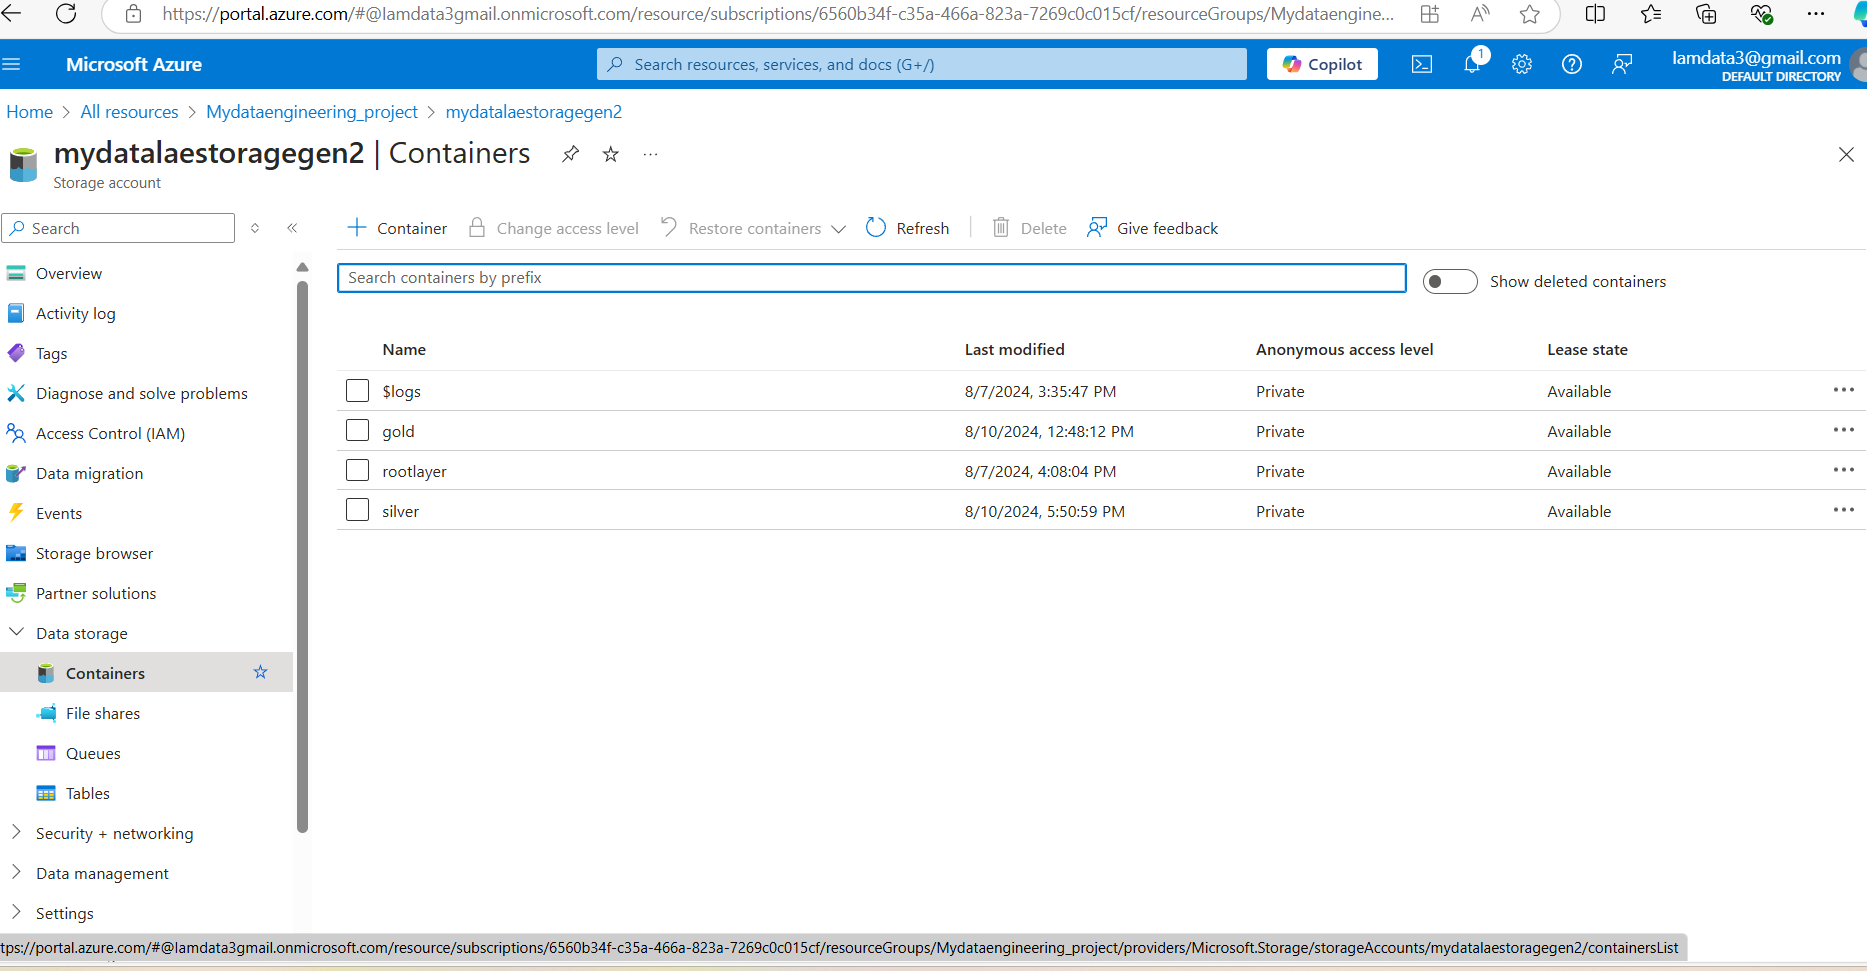 https://portal.azure.com/#@lamdata3gmail.onmicrosoft.com/resource/subscriptions/6560b34f-c35a-466a-823a-7269c0c015cf/resourceGroups/Mydataengine...
Microsoft Azure
Search resources, services, and docs (G+/)
Copilot
1
lamdata3@gmail.com
DEFAULT DIRECTORY
Home > All resources > Mydataengineering_project > mydatalaestoragegen2
mydatalaestoragegen2 | Containers
Storage account
Search
Container
Change access level
Restore containers
Refresh
Delete
Give feedback
Search containers by prefix
Show deleted containers
Overview
Activity log
Tags
Diagnose and solve problems
Access Control (IAM)
Data migration
Events
Storage browser
Partner solutions
Data storage
Containers
File shares
Queues
Tables
Security + networking
Data management
Settings
Name Last modified Anonymous access level Lease state
$logs 8/7/2024, 3:35:47 PM Private Available
gold 8/10/2024, 12:48:12 PM Private Available
rootlayer 8/7/2024, 4:08:04 PM Private Available
silver 8/10/2024, 5:50:59 PM Private Available
tps://portal.azure.com/#@lamdata3gmail.onmicrosoft.com/resource/subscriptions/6560b34f-c35a-466a-823a-7269c0c015cf/resourceGroups/Mydataengineering_project/providers/Microsoft.Storage/storageAccounts/mydatalaestoragegen2/containersList